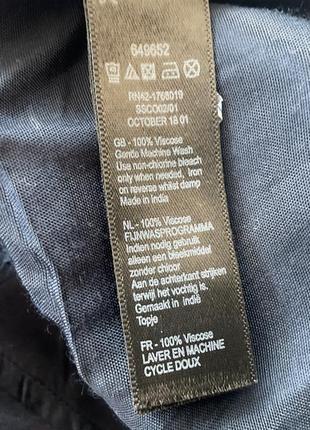 649652
RN42-1768019
SSCO02/01
OCTOBER 18 01
GB - 100% Viscose
Gentle Machine Wash
Use non-chlorine bleach
only when needed, Iron
on reverse whilst damp
Made in India
NL - 100% Viscose
FIJNWASPROGRAMMA
Indien nodig gebruik
alleen een bleekmiddel
zonder chloor
Aan de achterkant strijken
terwijl het vochtig is.
Gemaakt in Indië
Topje
FR - 100% Viscose
LAVER EN MACHINE
CYCLE DOUX